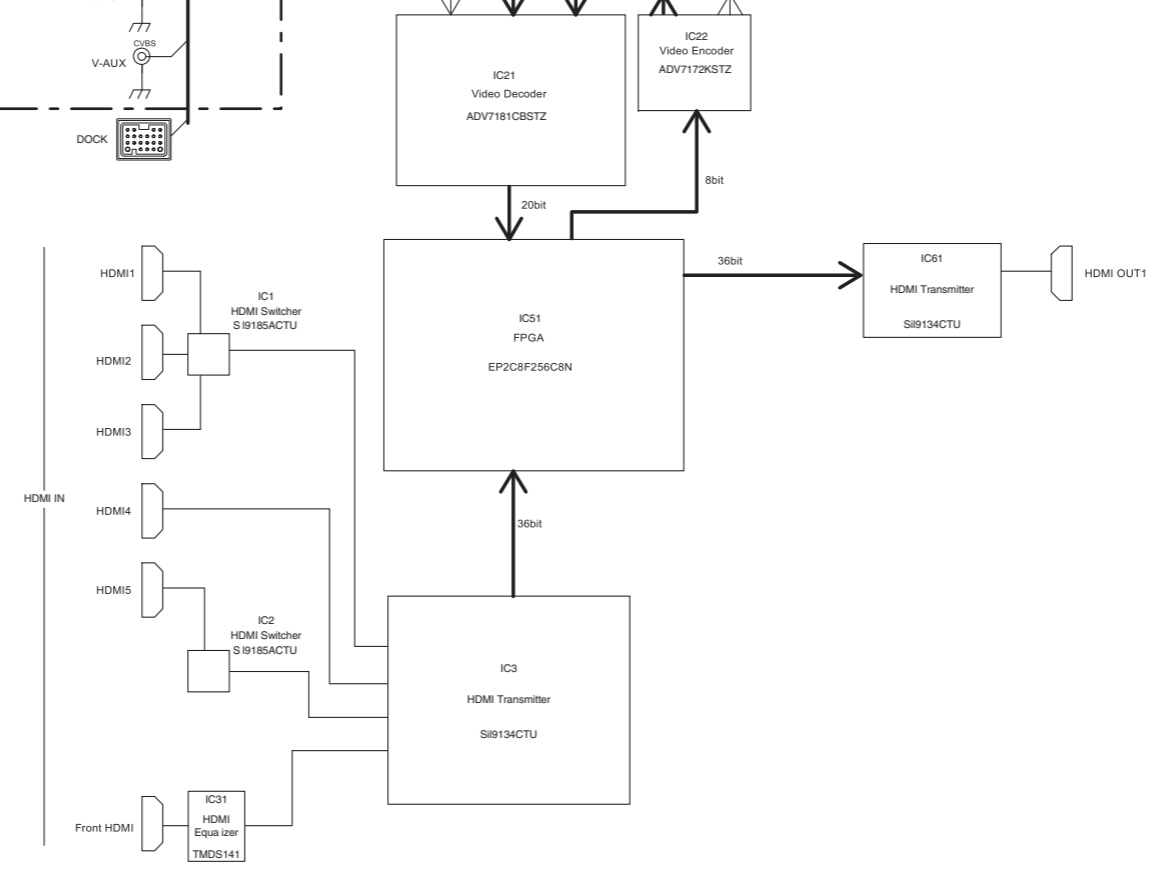 CVBS
V-AUX
DOCK
IC21
Video Decoder
ADV7181CBSTZ
IC22
Video Encoder
ADV7172KSTZ
8bit
20bit
IC51
FPGA
EP2C8F256C8N
36bit
IC61
HDMI Transmitter
SiI9134CTU
HDMI OUT1
HDMI IN
HDMI1
HDMI2
HDMI3
HDMI4
HDMI5
Front HDMI
IC1
HDMI Switcher
S I9185ACTU
IC2
HDMI Switcher
S I9185ACTU
36bit
IC3
HDMI Transmitter
SiI9134CTU
IC31
HDMI
Equa izer
TMDS141